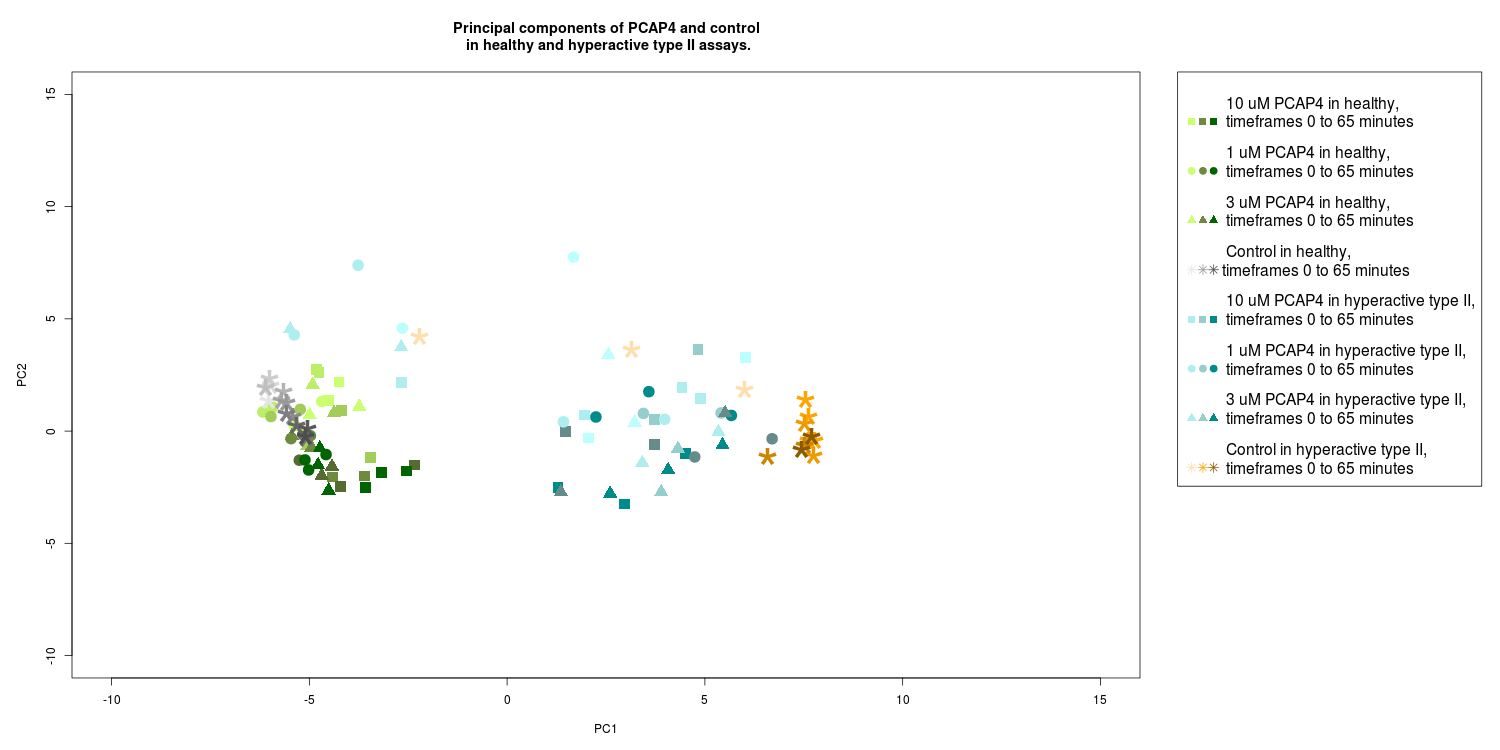 Principal components of PCAP4 and control
in healthy and hyperactive type II assays.
15
10
5
0
-5
-10
PC2
-10
-5
0
5
10
15
PC1
10 uM PCAP4 in healthy,
timeframes 0 to 65 minutes
1 uM PCAP4 in healthy,
timeframes 0 to 65 minutes
3 uM PCAP4 in healthy,
timeframes 0 to 65 minutes
Control in healthy,
timeframes 0 to 65 minutes
10 uM PCAP4 in hyperactive type II,
timeframes 0 to 65 minutes
1 uM PCAP4 in hyperactive type II,
timeframes 0 to 65 minutes
3 uM PCAP4 in hyperactive type II,
timeframes 0 to 65 minutes
Control in hyperactive type II,
timeframes 0 to 65 minutes